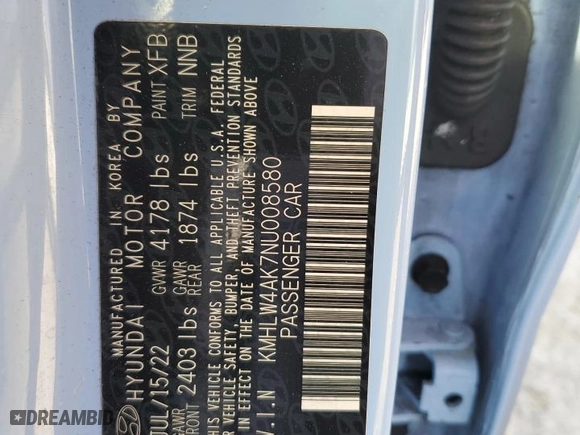 MANUFACTURED IN KOREA BY
HYUNDAI MOTOR COMPANY
JUL/15/22 GVWR 4178 lbs PAINT XFB
GAWR FRONT 2403 lbs GAWR REAR 1874 lbs TRIM NNB
THIS VEHICLE CONFORMS TO ALL APPLICABLE U.S.A. FEDERAL
VEHICLE SAFETY, BUMPER, AND THEFT PREVENTION STANDARDS
IN EFFECT ON THE DATE OF MANUFACTURE SHOWN ABOVE
V.I.N KMHLW4AK7NU008580
PASSENGER CAR
AUTOBIDMASTER